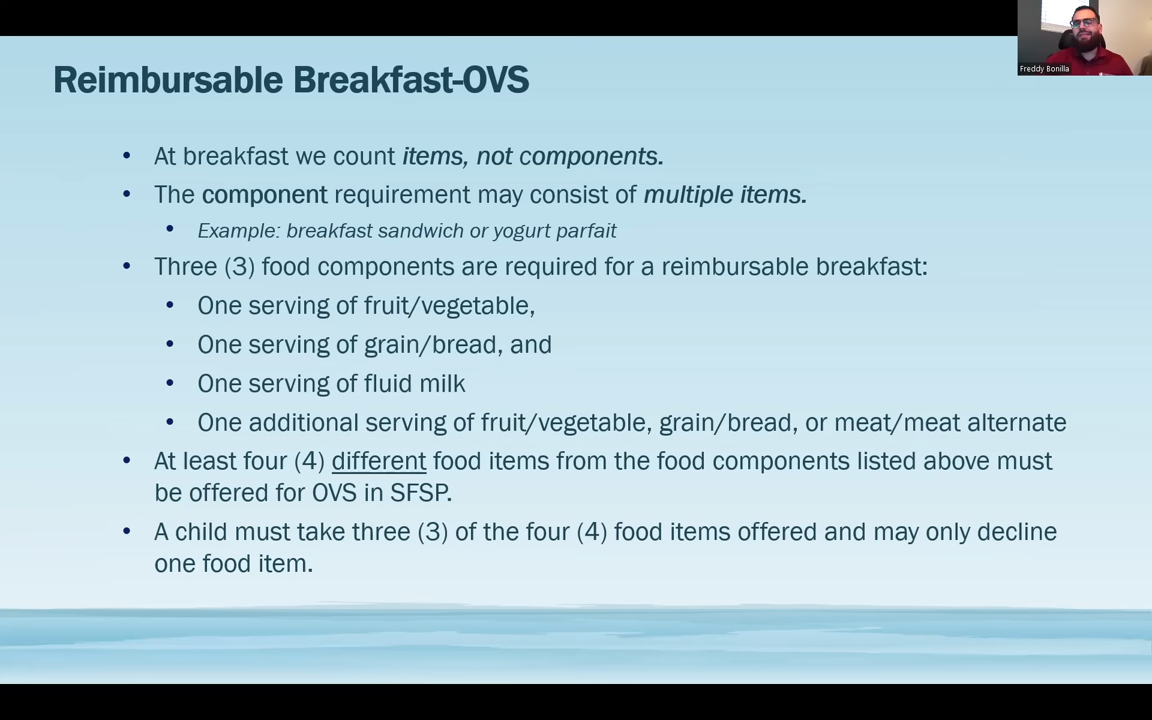 Reimbursable Breakfast-OVS
Freddy Bonilla
• At breakfast we count items, not components.
• The component requirement may consist of multiple items.
• Example: breakfast sandwich or yogurt parfait
• Three (3) food components are required for a reimbursable breakfast:
• One serving of fruit/vegetable,
• One serving of grain/bread, and
• One serving of fluid milk
• One additional serving of fruit/vegetable, grain/bread, or meat/meat alternate
• At least four (4) different food items from the food components listed above must
be offered for OVS in SFSP.
• A child must take three (3) of the four (4) food items offered and may only decline
one food item.